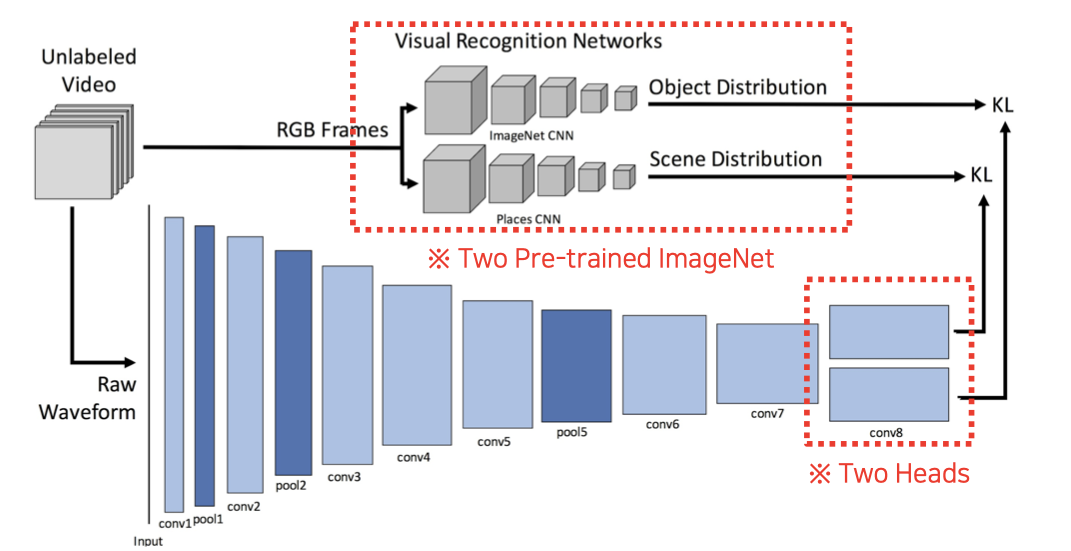 Visual Recognition Networks
Unlabeled
Video
RGB Frames
ImageNet CNN
Object Distribution
KL
Scene Distribution
KL
Places CNN
※ Two Pre-trained ImageNet
Raw
Waveform
Input
conv1
pool1
conv2
pool2
conv3
conv4
conv5
pool5
conv6
conv7
conv8
※ Two Heads